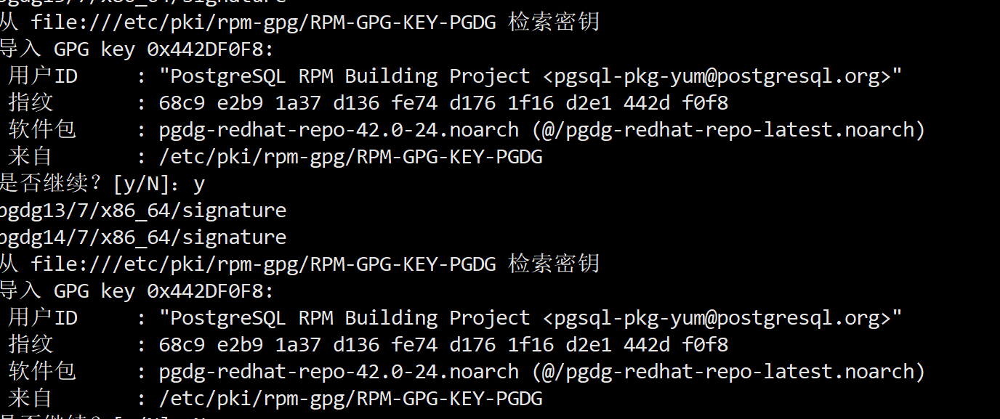 pgdg13/7/x86_64/signature
从 file:///etc/pki/rpm-gpg/RPM-GPG-KEY-PGDG 检索密钥
导入 GPG key 0x442DF0F8:
用户ID     : "PostgreSQL RPM Building Project <pgsql-pkg-yum@postgresql.org>"
指纹       : 68c9 e2b9 1a37 d136 fe74 d176 1f16 d2e1 442d f0f8
软件包     : pgdg-redhat-repo-42.0-24.noarch (@/pgdg-redhat-repo-latest.noarch)
来自       : /etc/pki/rpm-gpg/RPM-GPG-KEY-PGDG
是否继续？[y/N]：y
pgdg13/7/x86_64/signature
pgdg14/7/x86_64/signature
从 file:///etc/pki/rpm-gpg/RPM-GPG-KEY-PGDG 检索密钥
导入 GPG key 0x442DF0F8:
用户ID     : "PostgreSQL RPM Building Project <pgsql-pkg-yum@postgresql.org>"
指纹       : 68c9 e2b9 1a37 d136 fe74 d176 1f16 d2e1 442d f0f8
软件包     : pgdg-redhat-repo-42.0-24.noarch (@/pgdg-redhat-repo-latest.noarch)
来自       : /etc/pki/rpm-gpg/RPM-GPG-KEY-PGDG